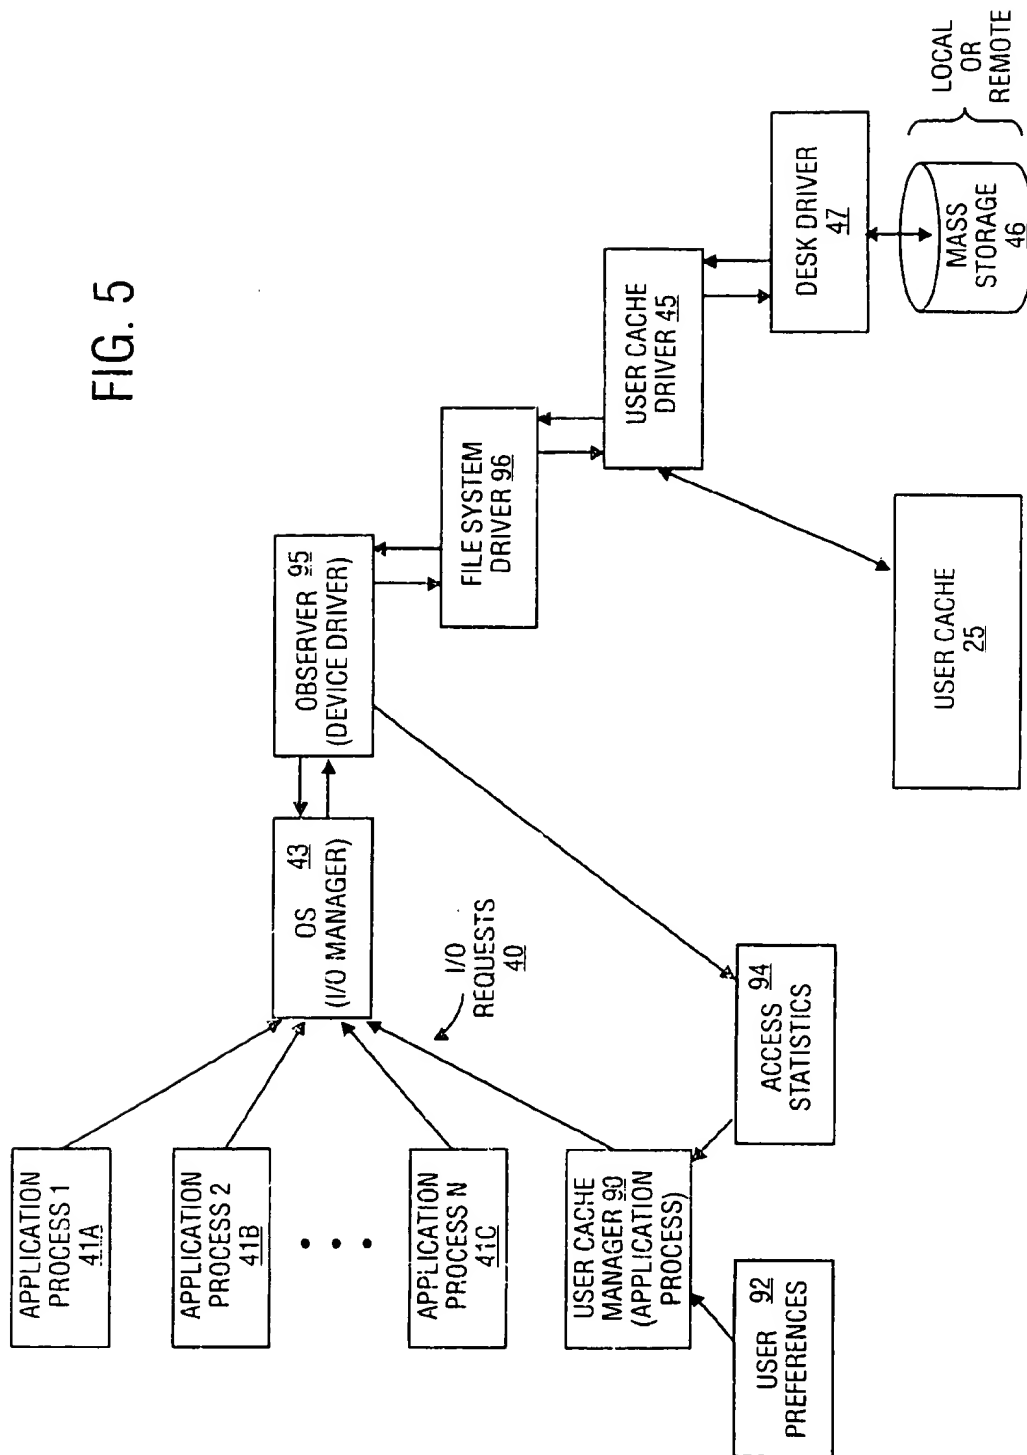 APPLICATION
PROCESS 1
41A
APPLICATION
PROCESS 2
41B
APPLICATION
PROCESS N
41C
USER CACHE
MANAGER 90
(APPLICATION
PROCESS)
92
USER
PREFERENCES
I/O
REQUESTS
40
43
OS
(I/O MANAGER)
94
ACCESS
STATISTICS
OBSERVER 95
(DEVICE DRIVER)
FILE SYSTEM
DRIVER 96
USER CACHE
DRIVER 45
USER CACHE
25
DESK DRIVER
47
MASS
STORAGE
46
LOCAL
OR
REMOTE
FIG. 5